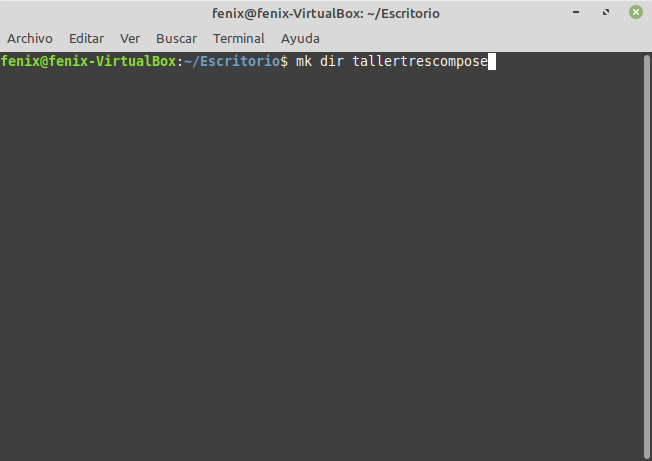 fenix@fenix-VirtualBox: ~/Escritorio
Archivo Editar Ver Buscar Terminal Ayuda
fenix@fenix-VirtualBox:~/Escritorio$ mk dir tallertrescompose